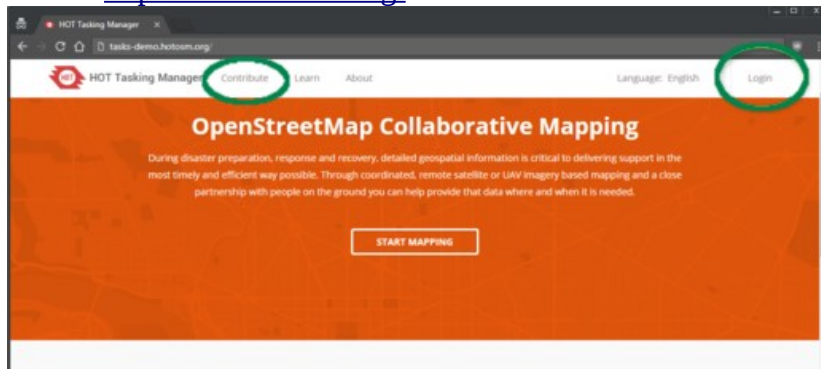 HOT Tasking Manager
tasks-demo.hotosm.org/
HOT HOT Tasking Manager Contribute Learn About Language: English Login
OpenStreetMap Collaborative Mapping
During disaster preparation, response and recovery, detailed geospatial information is critical to delivering support in the
most timely and efficient way possible. Through coordinated, remote satellite or UAV imagery based mapping and a close
partnership with people on the ground you can help provide that data where and when it is needed.
START MAPPING